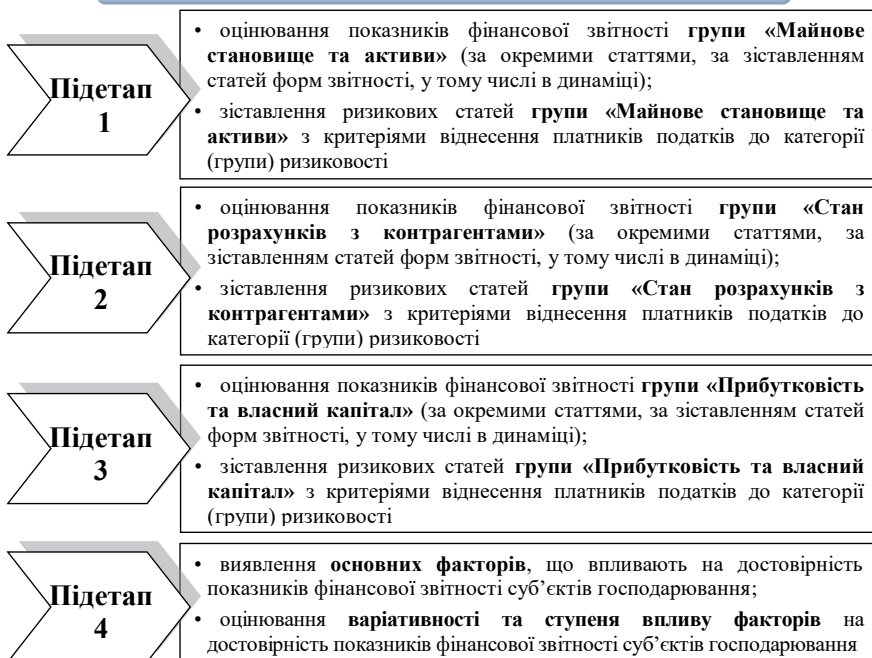 Підетап
1
• оцінювання показників фінансової звітності групи «Майнове
становище та активи» (за окремими статтями, за зіставленням
статей форм звітності, у тому числі в динаміці);
• зіставлення ризикових статей групи «Майнове становище та
активи» з критеріями віднесення платників податків до категорії
(групи) ризиковості
Підетап
2
• оцінювання показників фінансової звітності групи «Стан
розрахунків з контрагентами» (за окремими статтями, за
зіставленням статей форм звітності, у тому числі в динаміці);
• зіставлення ризикових статей групи «Стан розрахунків з
контрагентами» з критеріями віднесення платників податків до
категорії (групи) ризиковості
Підетап
3
• оцінювання показників фінансової звітності групи «Прибутковість
та власний капітал» (за окремими статтями, за зіставленням статей
форм звітності, у тому числі в динаміці);
• зіставлення ризикових статей групи «Прибутковість та власний
капітал» з критеріями віднесення платників податків до категорії
(групи) ризиковості
Підетап
4
• виявлення основних факторів, що впливають на достовірність
показників фінансової звітності суб’єктів господарювання;
• оцінювання варіативності та ступеня впливу факторів на
достовірність показників фінансової звітності суб’єктів господарювання